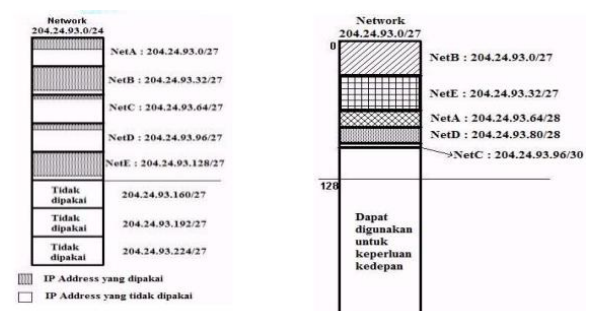 Network
204.24.93.0/24
NetA : 204.24.93.0/27
NetB : 204.24.93.32/27
NetC : 204.24.93.64/27
NetD : 204.24.93.96/27
NetE : 204.24.93.128/27
Tidak
dipakai
204.24.93.160/27
Tidak
dipakai
204.24.93.192/27
Tidak
dipakai
204.24.93.224/27
IP Address yang dipakai
IP Address yang tidak dipakai
Network
204.24.93.0/27
0
NetB : 204.24.93.0/27
NetE : 204.24.93.32/27
NetA : 204.24.93.64/28
NetD : 204.24.93.80/28
NetC : 204.24.93.96/30
128
Dapat
digunakan
untuk
keperluan
kedepan